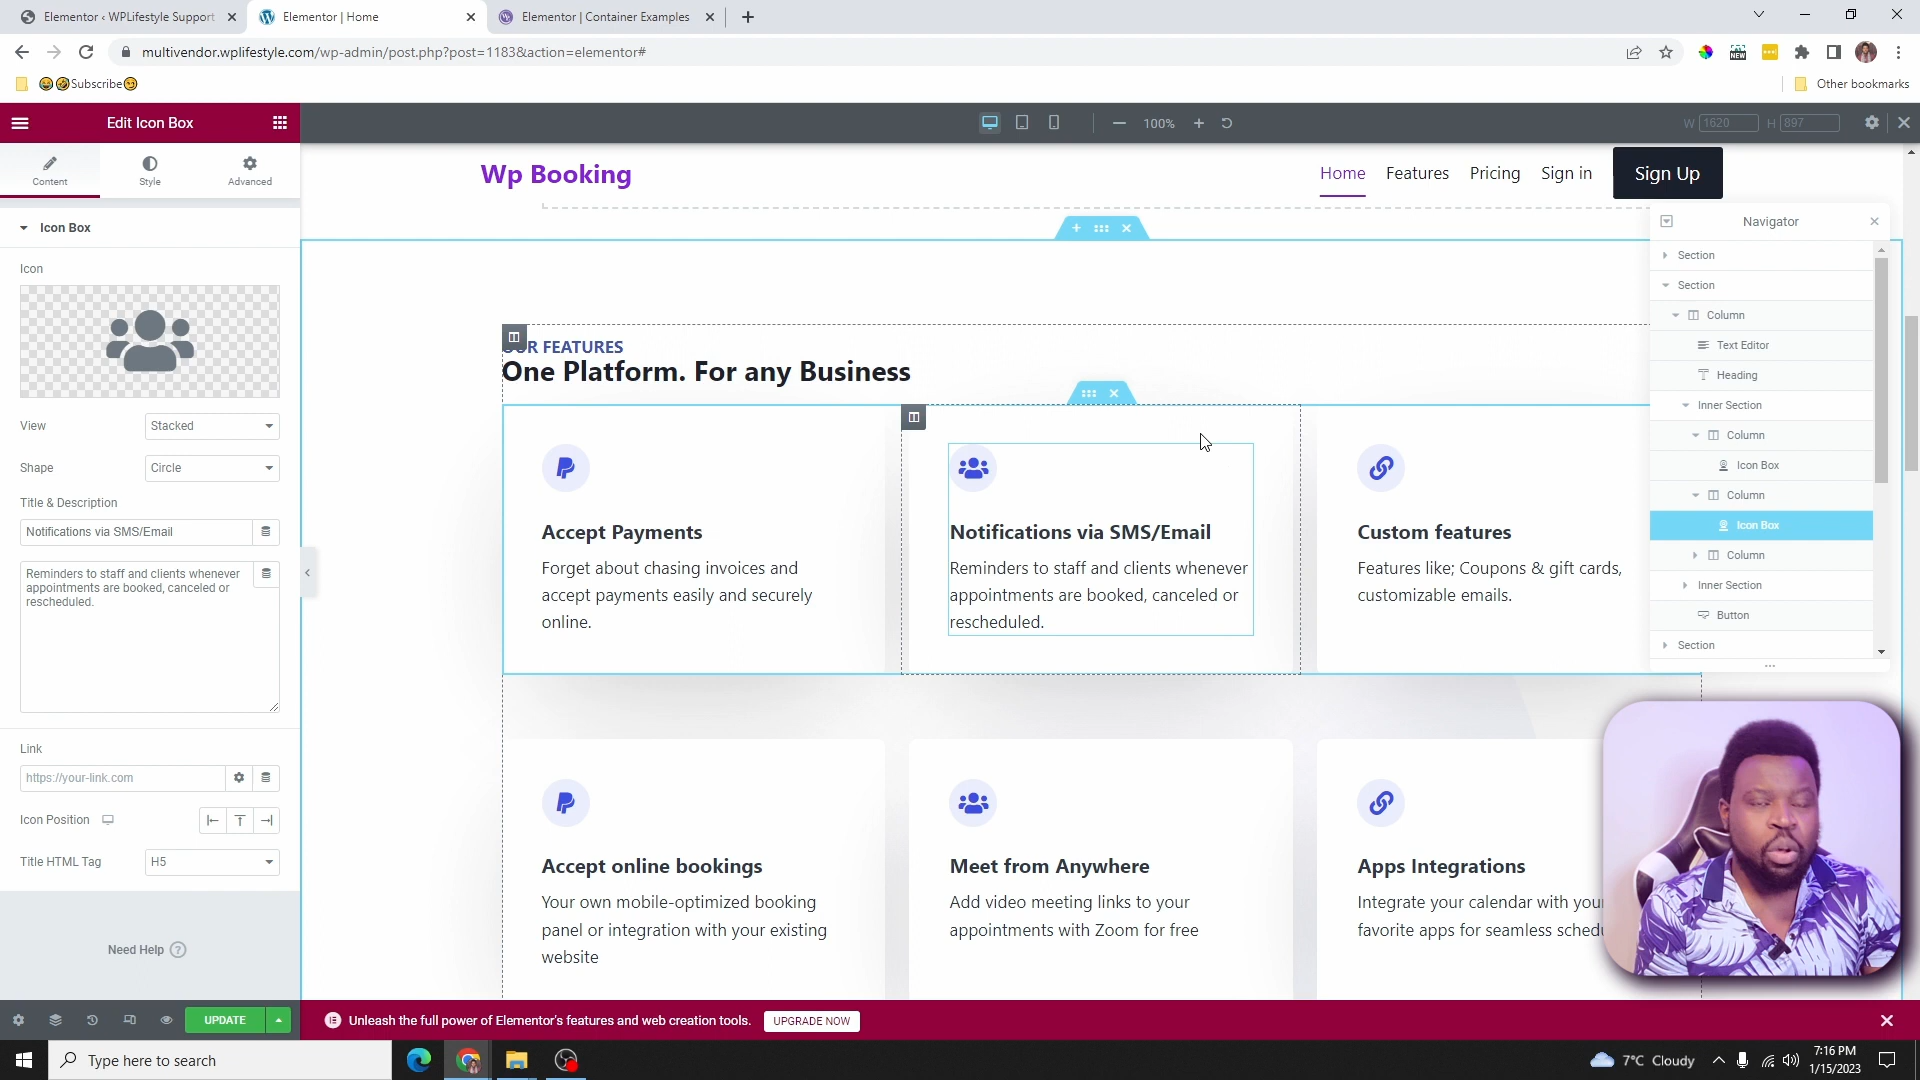 Elementor ‹ WPLifestyle Support
Elementor | Home
Elementor | Container Examples
multivendor.wplifestyle.com/wp-admin/post.php?post=1183&action=elementor#
NEW
Subscribe
Other bookmarks
Edit Icon Box
100%
W 1620 H 897
Content
Style
Advanced
Wp Booking
Home
Features
Pricing
Sign in
Sign Up
Icon Box
Icon
View
Stacked
Shape
Circle
Title & Description
Notifications via SMS/Email
Reminders to staff and clients whenever
appointments are booked, canceled or
rescheduled.
Link
https://your-link.com
Icon Position
Title HTML Tag
H5
Need Help ?
UPDATE
OUR FEATURES
One Platform. For any Business
Accept Payments
Forget about chasing invoices and
accept payments easily and securely
online.
Notifications via SMS/Email
Reminders to staff and clients whenever
appointments are booked, canceled or
rescheduled.
Custom features
Features like; Coupons & gift cards,
customizable emails.
Accept online bookings
Your own mobile-optimized booking
panel or integration with your existing
website
Meet from Anywhere
Add video meeting links to your
appointments with Zoom for free
Apps Integrations
Integrate your calendar with your
favorite apps for seamless schedu
Navigator
Section
Section
Column
Text Editor
Heading
Inner Section
Column
Icon Box
Column
Icon Box
Column
Inner Section
Button
Section
Unleash the full power of Elementor's features and web creation tools.
UPGRADE NOW
Type here to search
7°C Cloudy
7:16 PM
1/15/2023